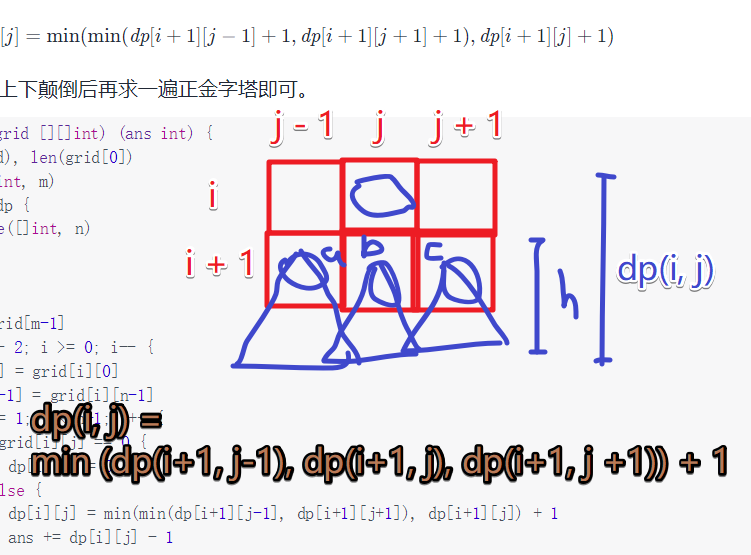 [j] = min(min(dp[i + 1][j − 1] + 1, dp[i + 1][j + 1] + 1), dp[i + 1][j] + 1)
上下颠倒后再求一遍正金字塔即可。
grid [][]int) (ans int) {
d), len(grid[0])
int, m)
dp {
e([]int, n)
j - 1 j j + 1
i
i + 1
a b c
h
dp(i, j)
rid[m-1]
- 2; i >= 0; i-- {
] = grid[i][0]
-1] = grid[i][n-1]
= 1;
dp(i, j) =
grid[i][j] == 0 {
min (dp(i+1, j-1), dp(i+1, j), dp(i+1, j +1)) + 1
dp
lse {
dp[i][j] = min(min(dp[i+1][j-1], dp[i+1][j+1]), dp[i+1][j]) + 1
ans += dp[i][j] - 1